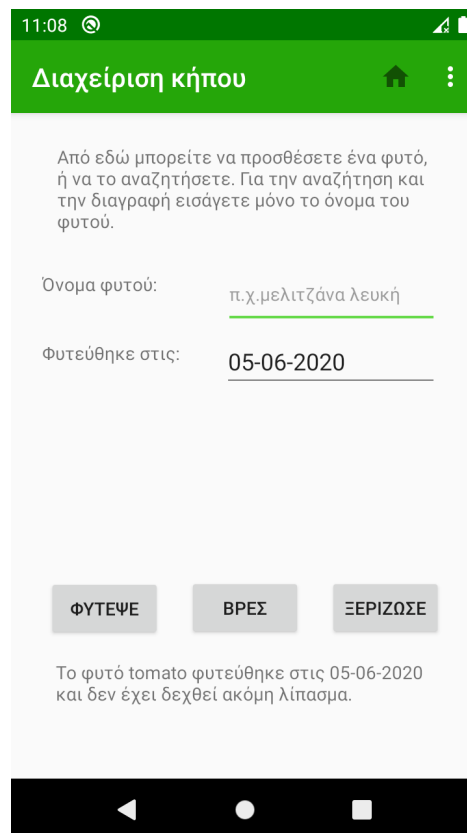 11:08
Διαχείριση κήπου
Από εδώ μπορείτε να προσθέσετε ένα φυτό,
ή να το αναζητήσετε. Για την αναζήτηση και
την διαγραφή εισάγετε μόνο το όνομα του
φυτού.
Όνομα φυτού:
π.χ.μελιτζάνα λευκή
Φυτεύθηκε στις:
05-06-2020
ΦΥΤΕΨΕ ΒΡΕΣ ΞΕΡΙΖΩΣΕ
Το φυτό tomato φυτεύθηκε στις 05-06-2020
και δεν έχει δεχθεί ακόμη λίπασμα.